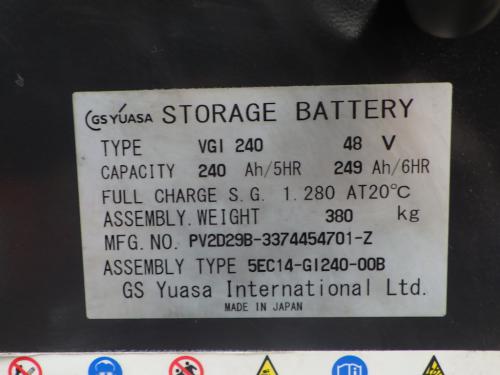 GS YUASA STORAGE BATTERY
TYPE VGI 240 48 V
CAPACITY 240 Ah/5HR 249 Ah/6HR
FULL CHARGE S.G. 1.280 AT20℃
ASSEMBLY.WEIGHT 380 kg
MFG.NO. PV2D29B-3374454701-Z
ASSEMBLY TYPE 5EC14-GI240-00B
GS Yuasa International Ltd.
MADE IN JAPAN